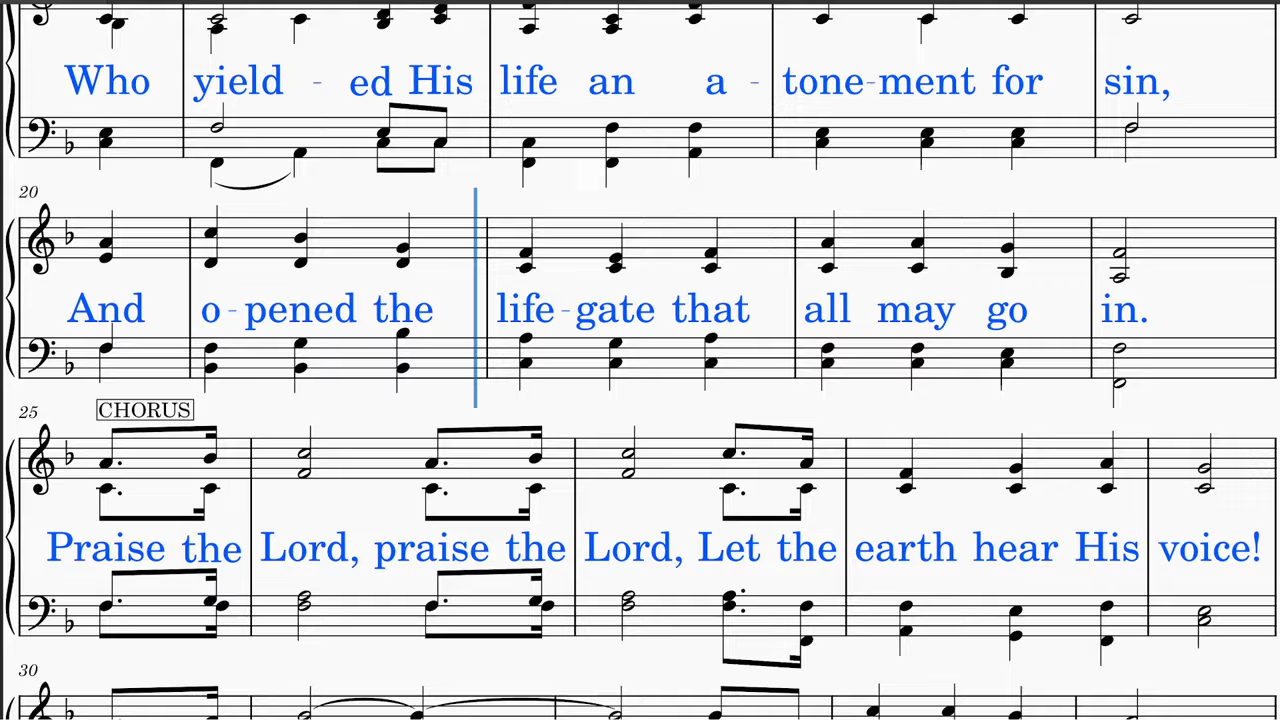 Who yield - ed His life an a - tone-ment for sin,
20
And o-pened the life-gate that all may go in.
25
CHORUS
Praise the Lord, praise the Lord, Let the earth hear His voice!
30